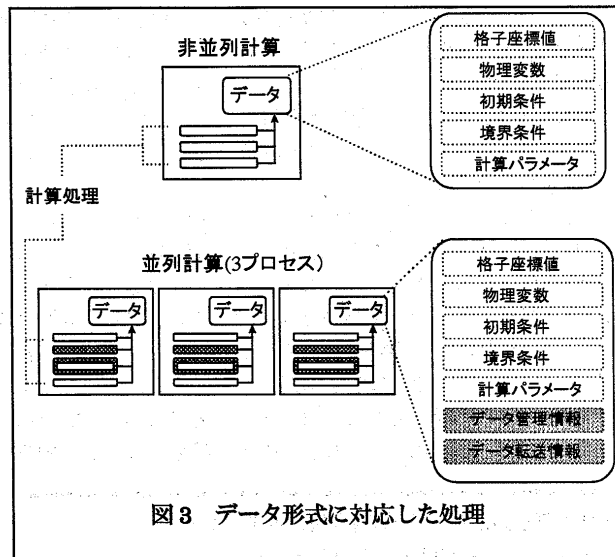 非並列計算
データ
格子座標値
物理変数
初期条件
境界条件
計算パラメータ
計算処理
並列計算(3プロセス)
データ
データ
データ
格子座標値
物理変数
初期条件
境界条件
計算パラメータ
データ管理情報
データ転送情報
図3 データ形式に対応した処理